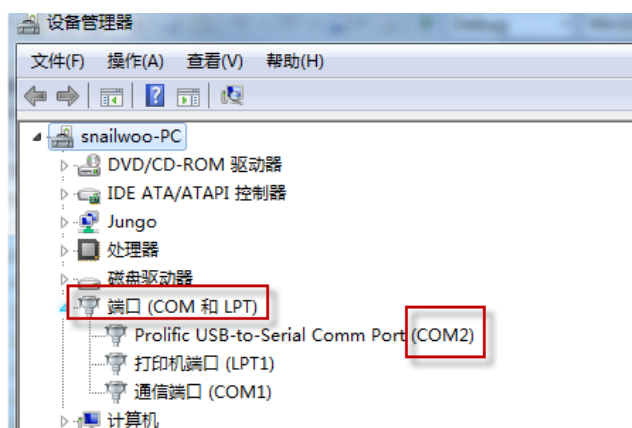 设备管理器
文件(F) 操作(A) 查看(V) 帮助(H)
snailwoo-PC
DVD/CD-ROM 驱动器
IDE ATA/ATAPI 控制器
Jungo
处理器
磁盘驱动器
端口 (COM 和 LPT)
Prolific USB-to-Serial Comm Port (COM2)
打印机端口 (LPT1)
通信端口 (COM1)
计算机